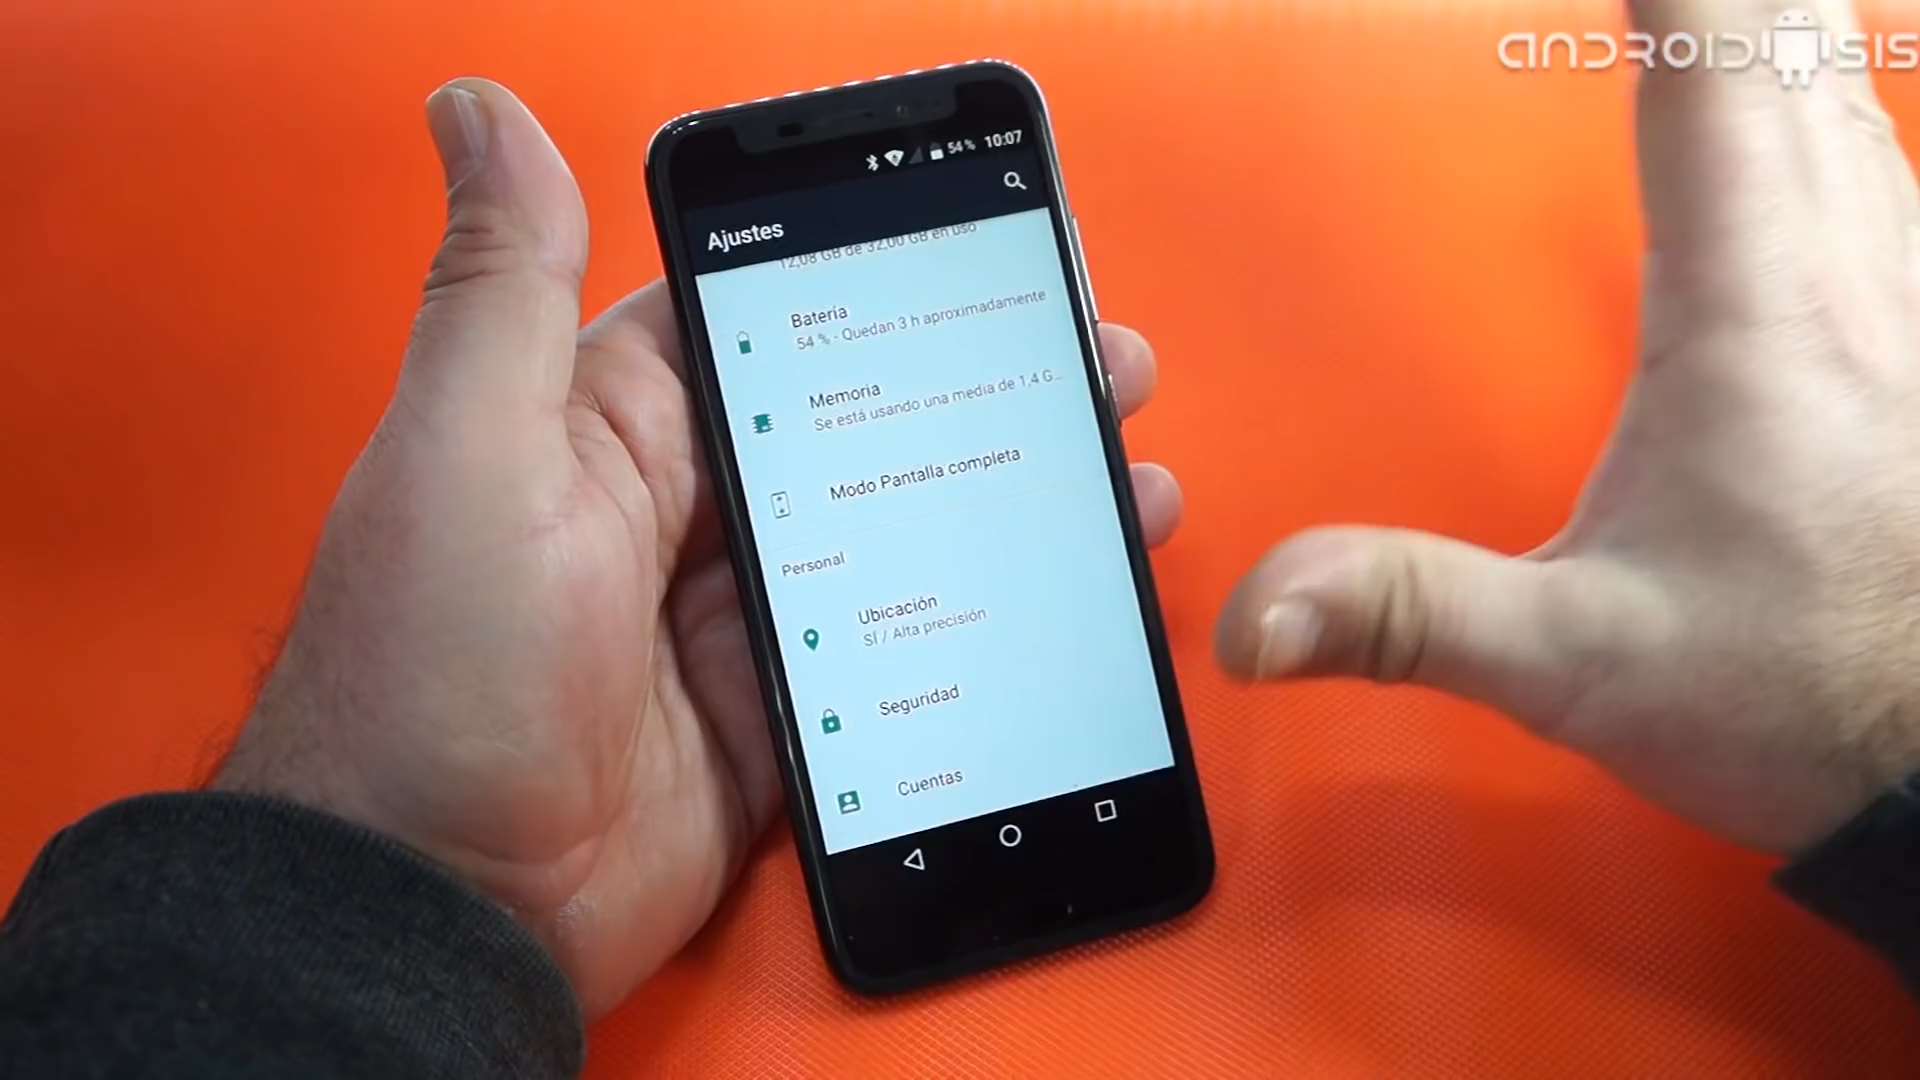 ANDROIDSIS
54 % 10:07
Ajustes
12,08 GB de 32,00 GB en uso
Batería
54 % - Quedan 3 h aproximadamente
Memoria
Se está usando una media de 1,4 G...
Modo Pantalla completa
Personal
Ubicación
SÍ / Alta precisión
Seguridad
Cuentas